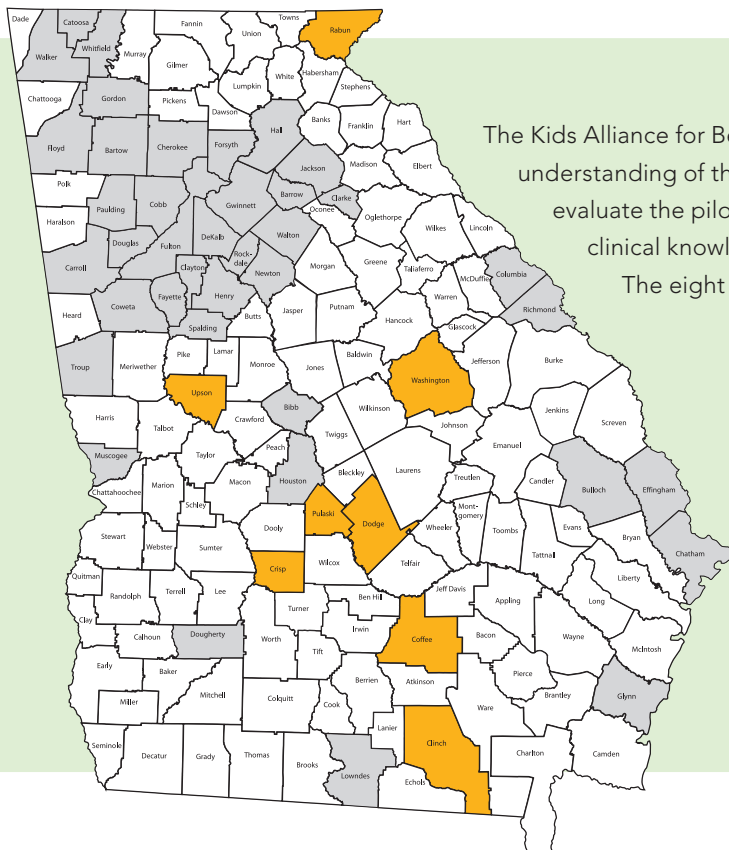 Dade
Catoosa
Whitfield
Walker
Murray
Fannin
Gilmer
Union
Towns
Rabun
White
Habersham
Lumpkin
Stephens
Chattooga
Gordon
Pickens
Dawson
Hall
Banks
Franklin
Hart
Floyd
Bartow
Cherokee
Forsyth
Jackson
Madison
Elbert
The Kids Alliance for Be
understanding of th
evaluate the pilo
clinical knowl
The eight
Polk
Paulding
Cobb
Gwinnett
Barrow
Clarke
Oconee
Oglethorpe
Wilkes
Lincoln
Haralson
Douglas
Fulton
DeKalb
Rock-
dale
Walton
Morgan
Greene
Taliaferro
McDuffie
Columbia
Carroll
Clayton
Newton
Henry
Fayette
Coweta
Spalding
Butts
Jasper
Putnam
Hancock
Warren
Richmond
Heard
Glascock
Troup
Meriwether
Pike
Lamar
Monroe
Jones
Baldwin
Washington
Jefferson
Burke
Upson
Bibb
Wilkinson
Johnson
Jenkins
Screven
Harris
Talbot
Crawford
Twiggs
Emanuel
Muscogee
Taylor
Peach
Houston
Bleckley
Laurens
Treutlen
Candler
Bulloch
Effingham
Chattahoochee
Marion
Macon
Schley
Dooly
Pulaski
Dodge
Wheeler
Mont-
gomery
Toombs
Evans
Tattnall
Bryan
Chatham
Stewart
Webster
Sumter
Crisp
Wilcox
Telfair
Liberty
Quitman
Randolph
Terrell
Lee
Turner
Ben Hill
Jeff Davis
Appling
Long
Clay
Calhoun
Dougherty
Worth
Irwin
Tift
Coffee
Bacon
Wayne
McIntosh
Early
Baker
Mitchell
Colquitt
Cook
Berrien
Atkinson
Pierce
Brantley
Glynn
Miller
Lanier
Clinch
Ware
Seminole
Decatur
Grady
Thomas
Brooks
Lowndes
Echols
Charlton
Camden